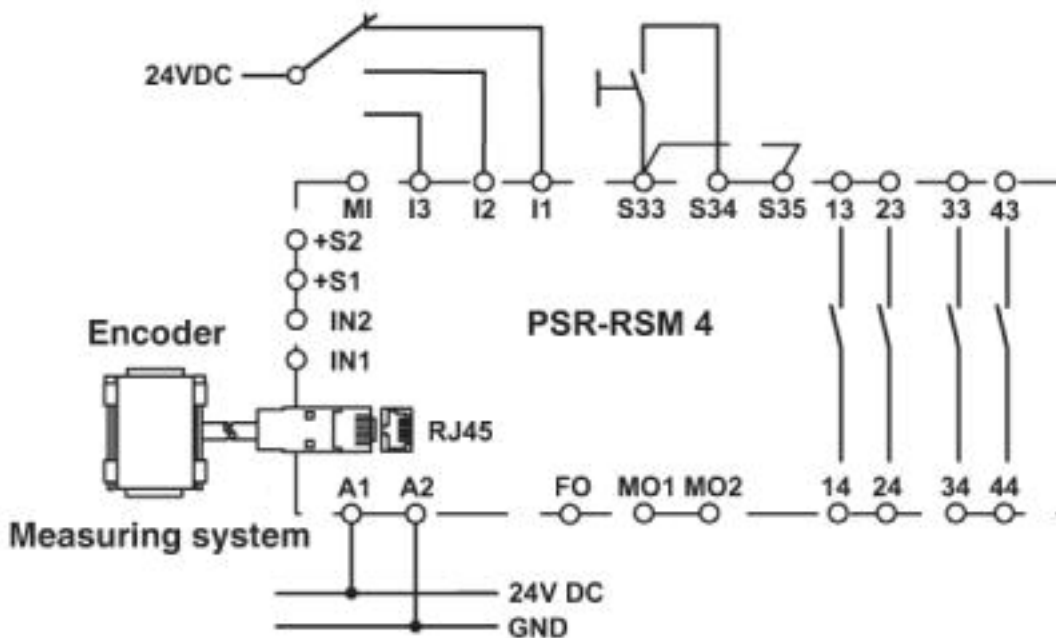 24VDC
MI I3 I2 I1 S33 S34 S35 13 23 33 43
+S2
+S1
IN2
IN1
PSR-RSM 4
Encoder
RJ45
A1 A2 FO MO1 MO2 14 24 34 44
Measuring system
24V DC
GND